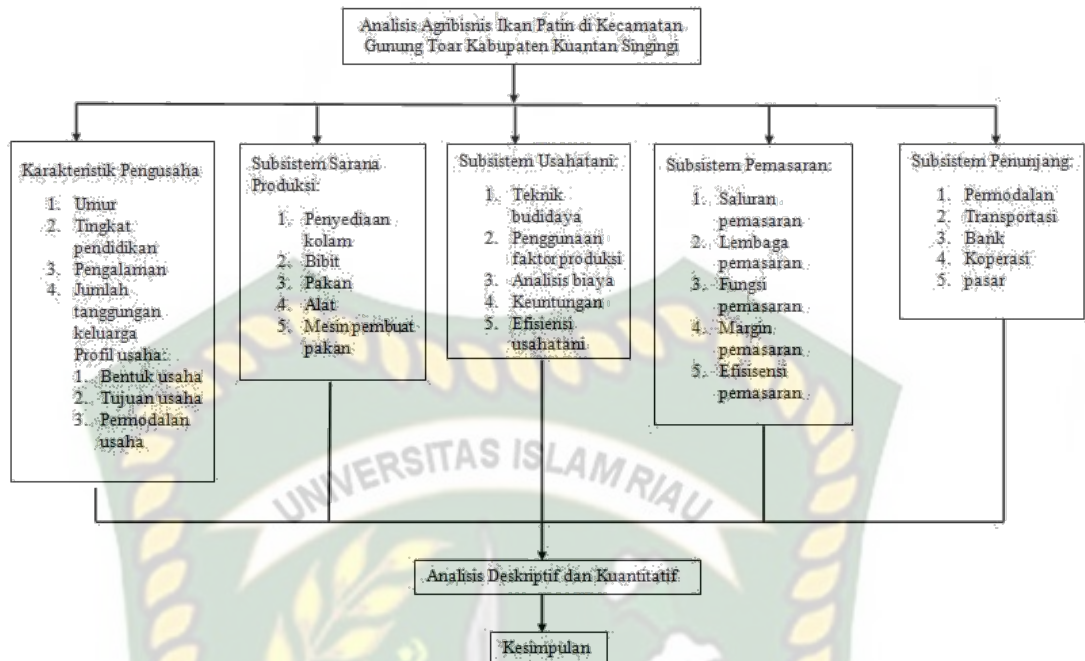 Analisis Agribisnis Ikan Patin di Kecamatan
Gunung Toar Kabupaten Kuantan Singingi
Karakteristik Pengusaha
1. Umur
2. Tingkat
pendidikan
3. Pengalaman
4. Jumlah
tanggungan
keluarga
Profil usaha:
1. Bentuk usaha
2. Tujuan usaha
3. Permodalan
usaha
Subsistem Sarana
Produksi:
1. Penyediaan
kolam
2. Bibit
3. Pakan
4. Alat
5. Mesin pembuat
pakan
Subsistem Usahatani:
1. Teknik
budidaya
2. Penggunaan
faktor produksi
3. Analisis biaya
4. Keuntungan
5. Efisiensi
usahatani
Subsistem Pemasaran:
1. Saluran
pemasaran
2. Lembaga
pemasaran
3. Fungsi
pemasaran
4. Margin
pemasaran
5. Efisisensi
pemasaran
Subsistem Penunjang:
1. Permodalan
2. Transportasi
3. Bank
4. Koperasi
5. pasar
UNIVERSITAS ISLAM RIAU
Analisis Deskriptif dan Kuantitatif
Kesimpulan